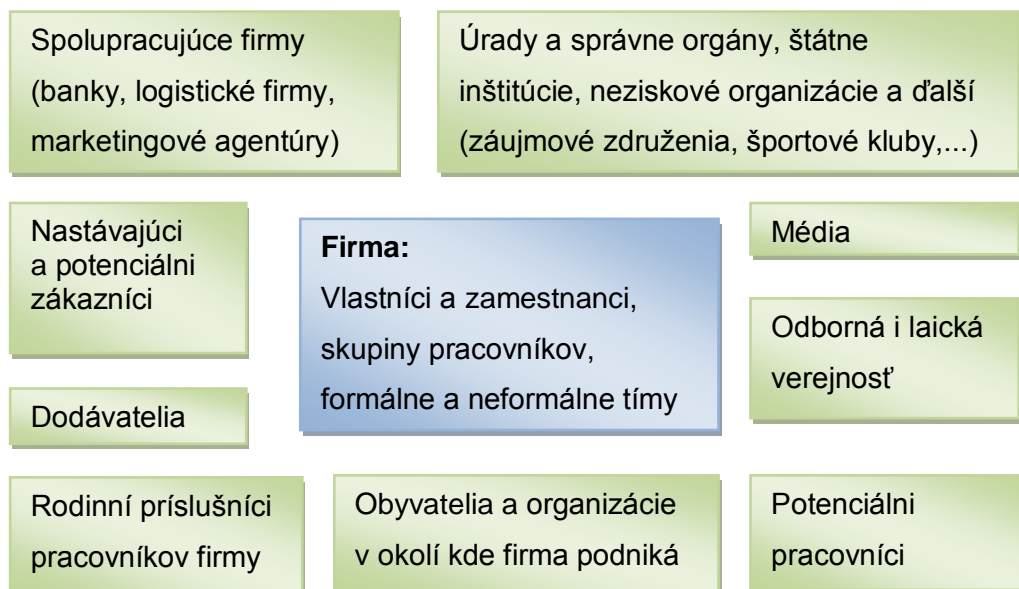 Spolupracujúce firmy
(banky, logistické firmy,
marketingové agentúry)
Úrady a správne orgány, štátne
inštitúcie, neziskové organizácie a ďalší
(záujmové združenia, športové kluby,...)
Nastávajúci
a potenciálni
zákazníci
Firma:
Vlastníci a zamestnanci,
skupiny pracovníkov,
formálne a neformálne tímy
Média
Odborná i laická
verejnosť
Dodávatelia
Rodinní príslušníci
pracovníkov firmy
Obyvatelia a organizácie
v okolí kde firma podniká
Potenciálni
pracovníci